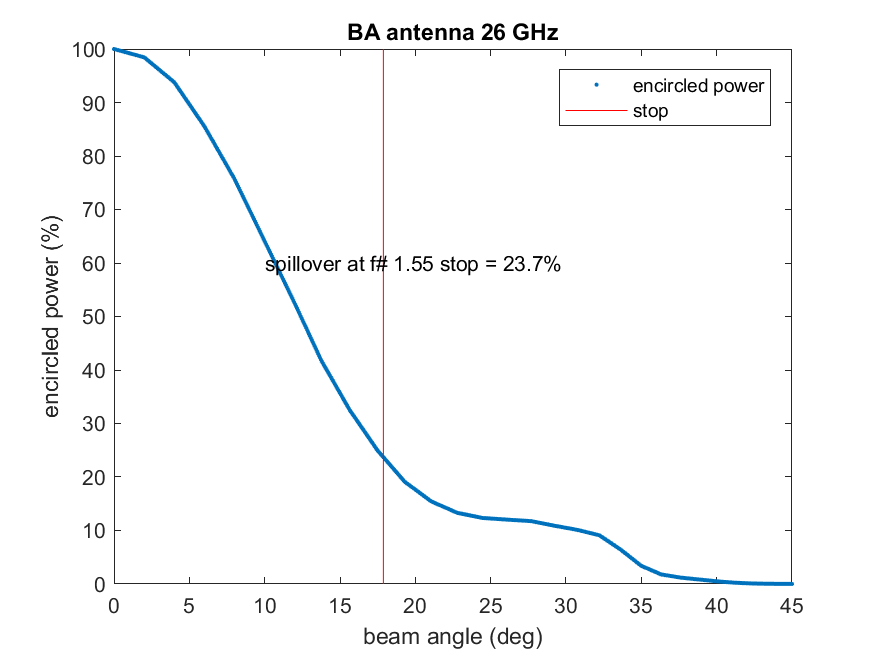 BA antenna 26 GHz
encircled power (%)
100
90
80
70
60
50
40
30
20
10
0
encircled power
stop
spillover at f# 1.55 stop = 23.7%
0 5 10 15 20 25 30 35 40 45
beam angle (deg)